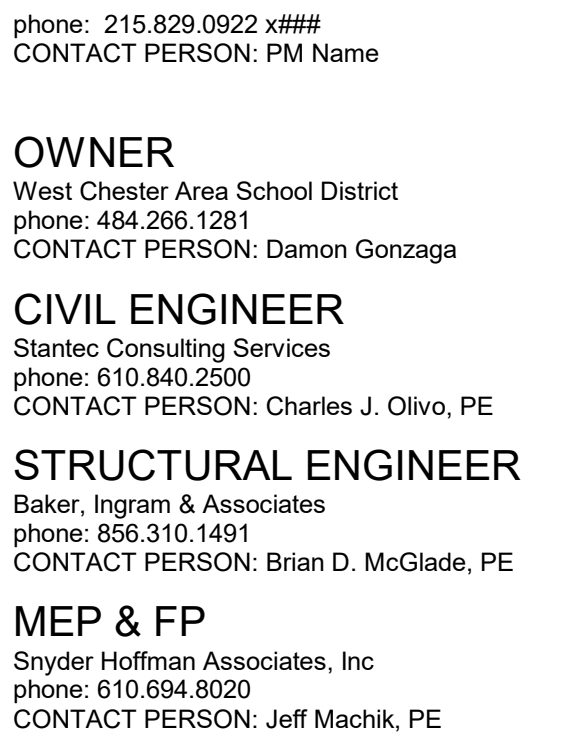 phone:  215.829.0922 x###
CONTACT PERSON: PM Name
OWNER
West Chester Area School District
phone: 484.266.1281
CONTACT PERSON: Damon Gonzaga
CIVIL ENGINEER
Stantec Consulting Services
phone: 610.840.2500
CONTACT PERSON: Charles J. Olivo, PE
STRUCTURAL ENGINEER
Baker, Ingram & Associates
phone: 856.310.1491
CONTACT PERSON: Brian D. McGlade, PE
MEP & FP
Snyder Hoffman Associates, Inc
phone: 610.694.8020
CONTACT PERSON: Jeff Machik, PE